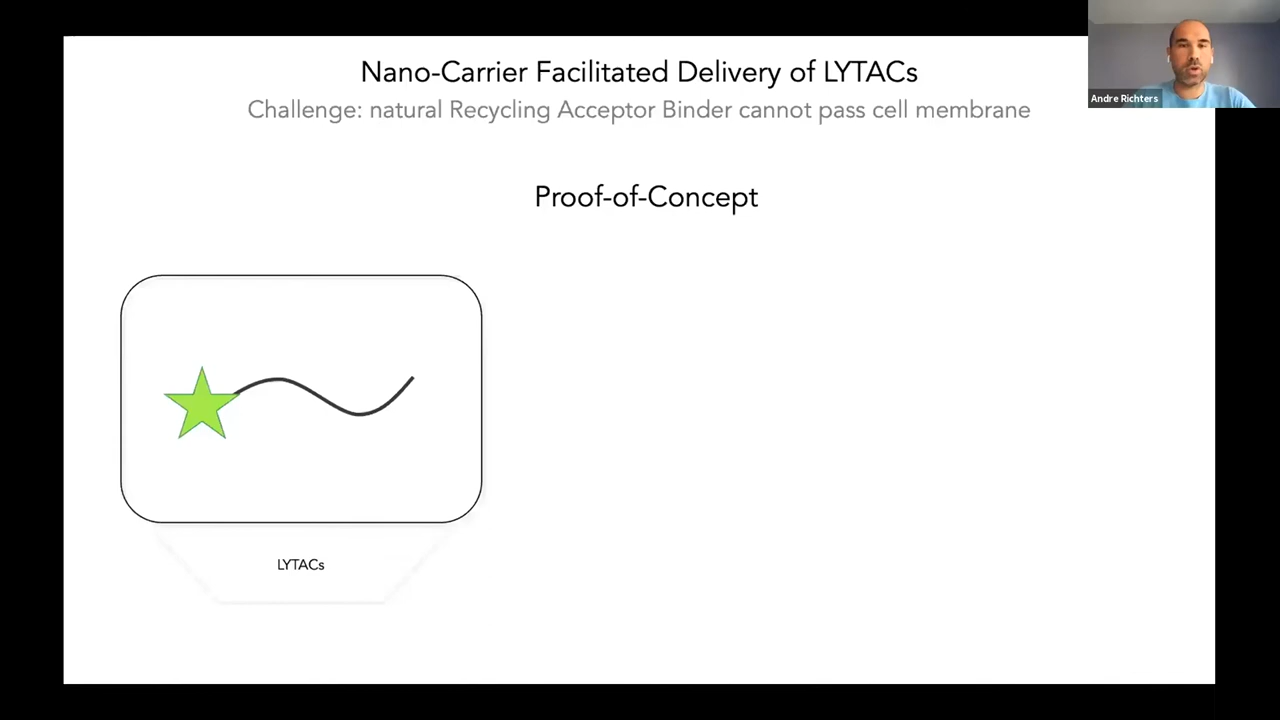 Nano-Carrier Facilitated Delivery of LYTACs
Challenge: natural Recycling Acceptor Binder cannot pass cell membrane
Andre Richters
Proof-of-Concept
LYTACs